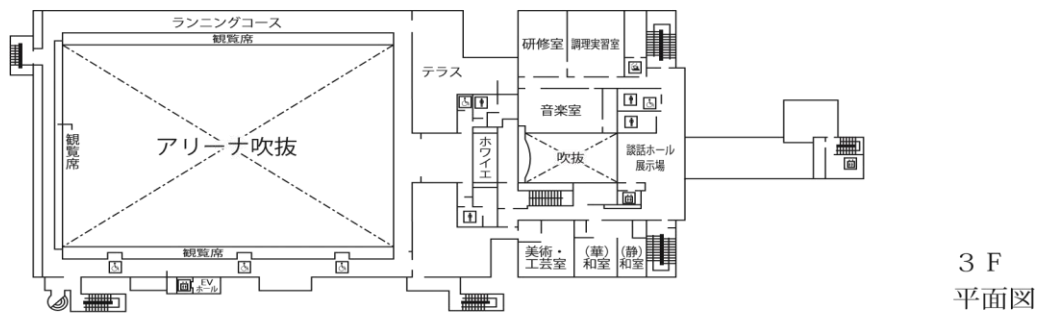 ランニングコース
観覧席
研修室
調理実習室
テラス
音楽室
観覧席
アリーナ吹抜
ホワイエ
吹抜
談話ホール
展示場
観覧席
美術・
工芸室
(華)
和室
(静)
和室
EV
ホール
3F
平面図